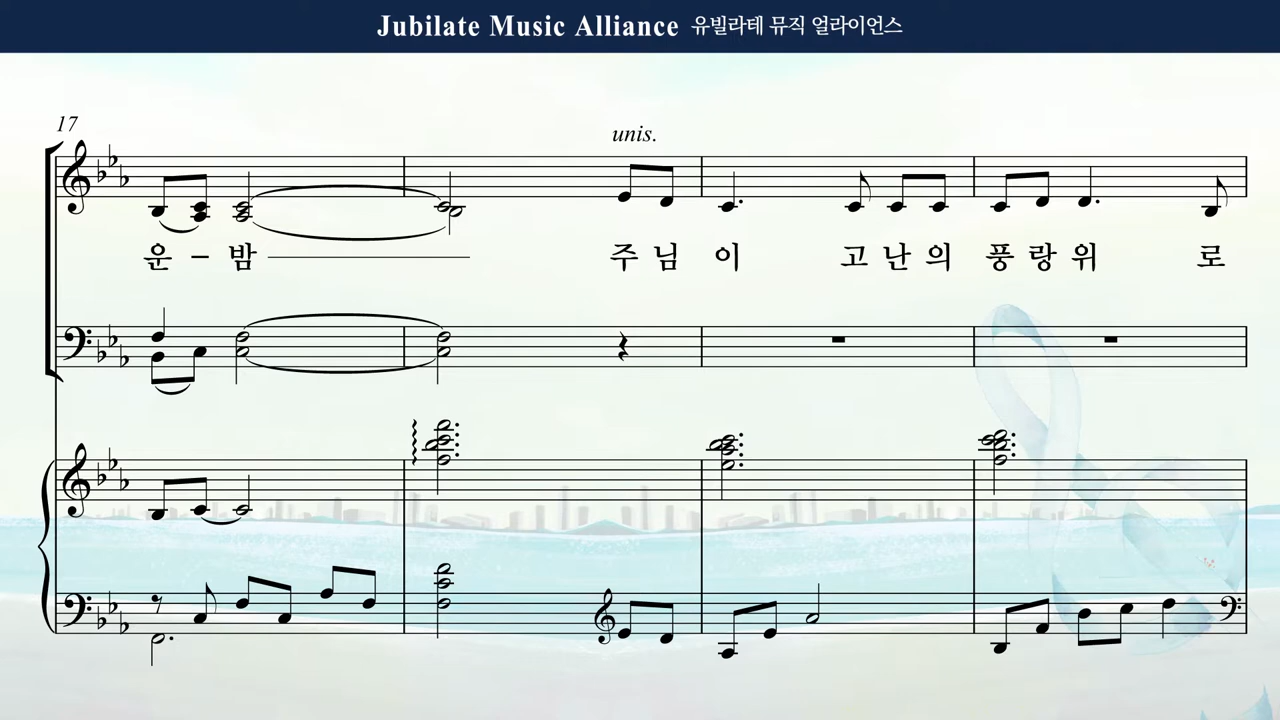 Jubilate Music Alliance 유빌라테 뮤직 얼라이언스
17
unis.
운 – 밤 주 님 이 고 난 의 풍 랑 위 로